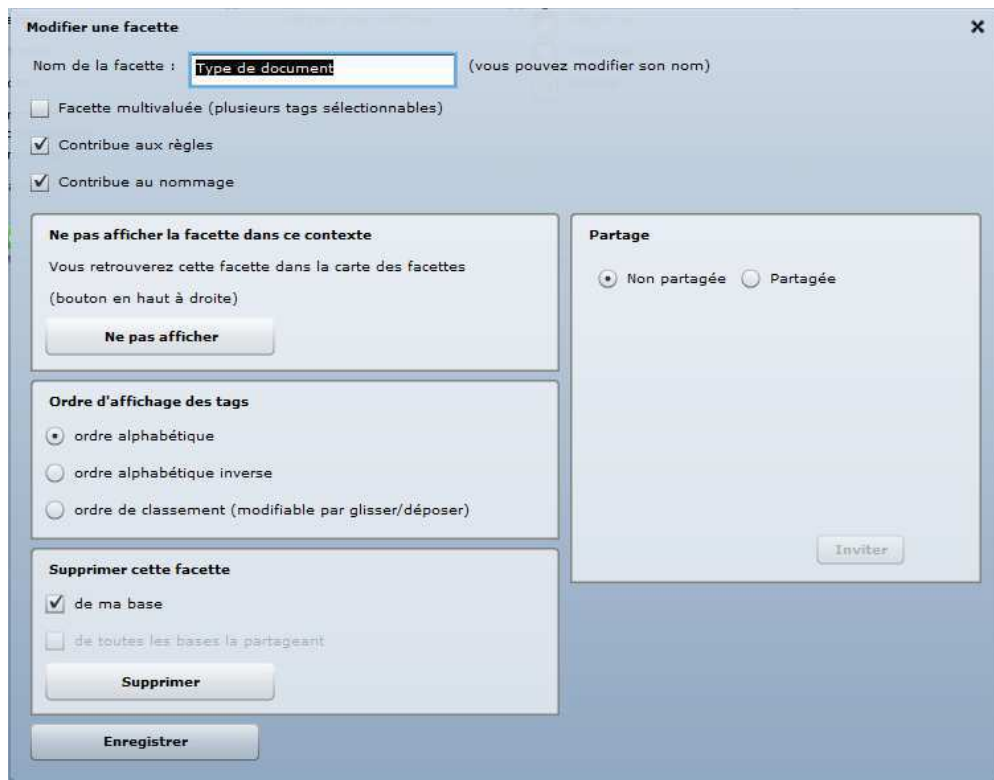 Modifier une facette
Nom de la facette : Type de document (vous pouvez modifier son nom)
Facette multivaluée (plusieurs tags sélectionnables)
Contribue aux règles
Contribue au nommage
Ne pas afficher la facette dans ce contexte
Vous retrouverez cette facette dans la carte des facettes
(bouton en haut à droite)
Ne pas afficher
Ordre d'affichage des tags
ordre alphabétique
ordre alphabétique inverse
ordre de classement (modifiable par glisser/déposer)
Supprimer cette facette
de ma base
de toutes les bases la partageant
Supprimer
Partage
Non partagée Partagée
Inviter
Enregistrer